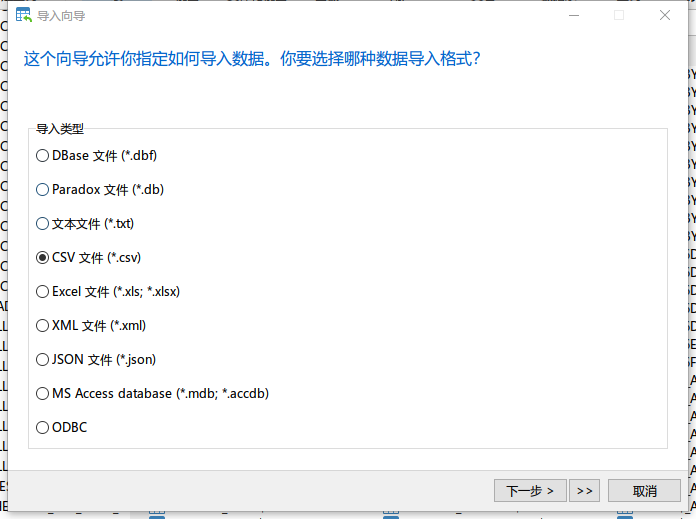 导入向导
这个向导允许你指定如何导入数据。你要选择哪种数据导入格式？
导入类型
DBase 文件 (*.dbf)
Paradox 文件 (*.db)
文本文件 (*.txt)
CSV 文件 (*.csv)
Excel 文件 (*.xls; *.xlsx)
XML 文件 (*.xml)
JSON 文件 (*.json)
MS Access database (*.mdb; *.accdb)
ODBC
下一步 >
>>
取消